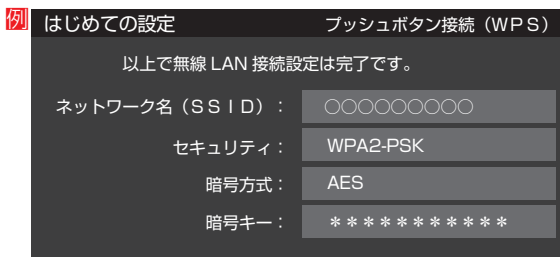 例
はじめての設定 プッシュボタン接続（WPS）
以上で無線 LAN 接続設定は完了です。
ネットワーク名（ＳＳＩＤ）： ○○○○○○○○○
セキュリティ： WPA2-PSK
暗号方式： AES
暗号キー： ＊＊＊＊＊＊＊＊＊＊＊